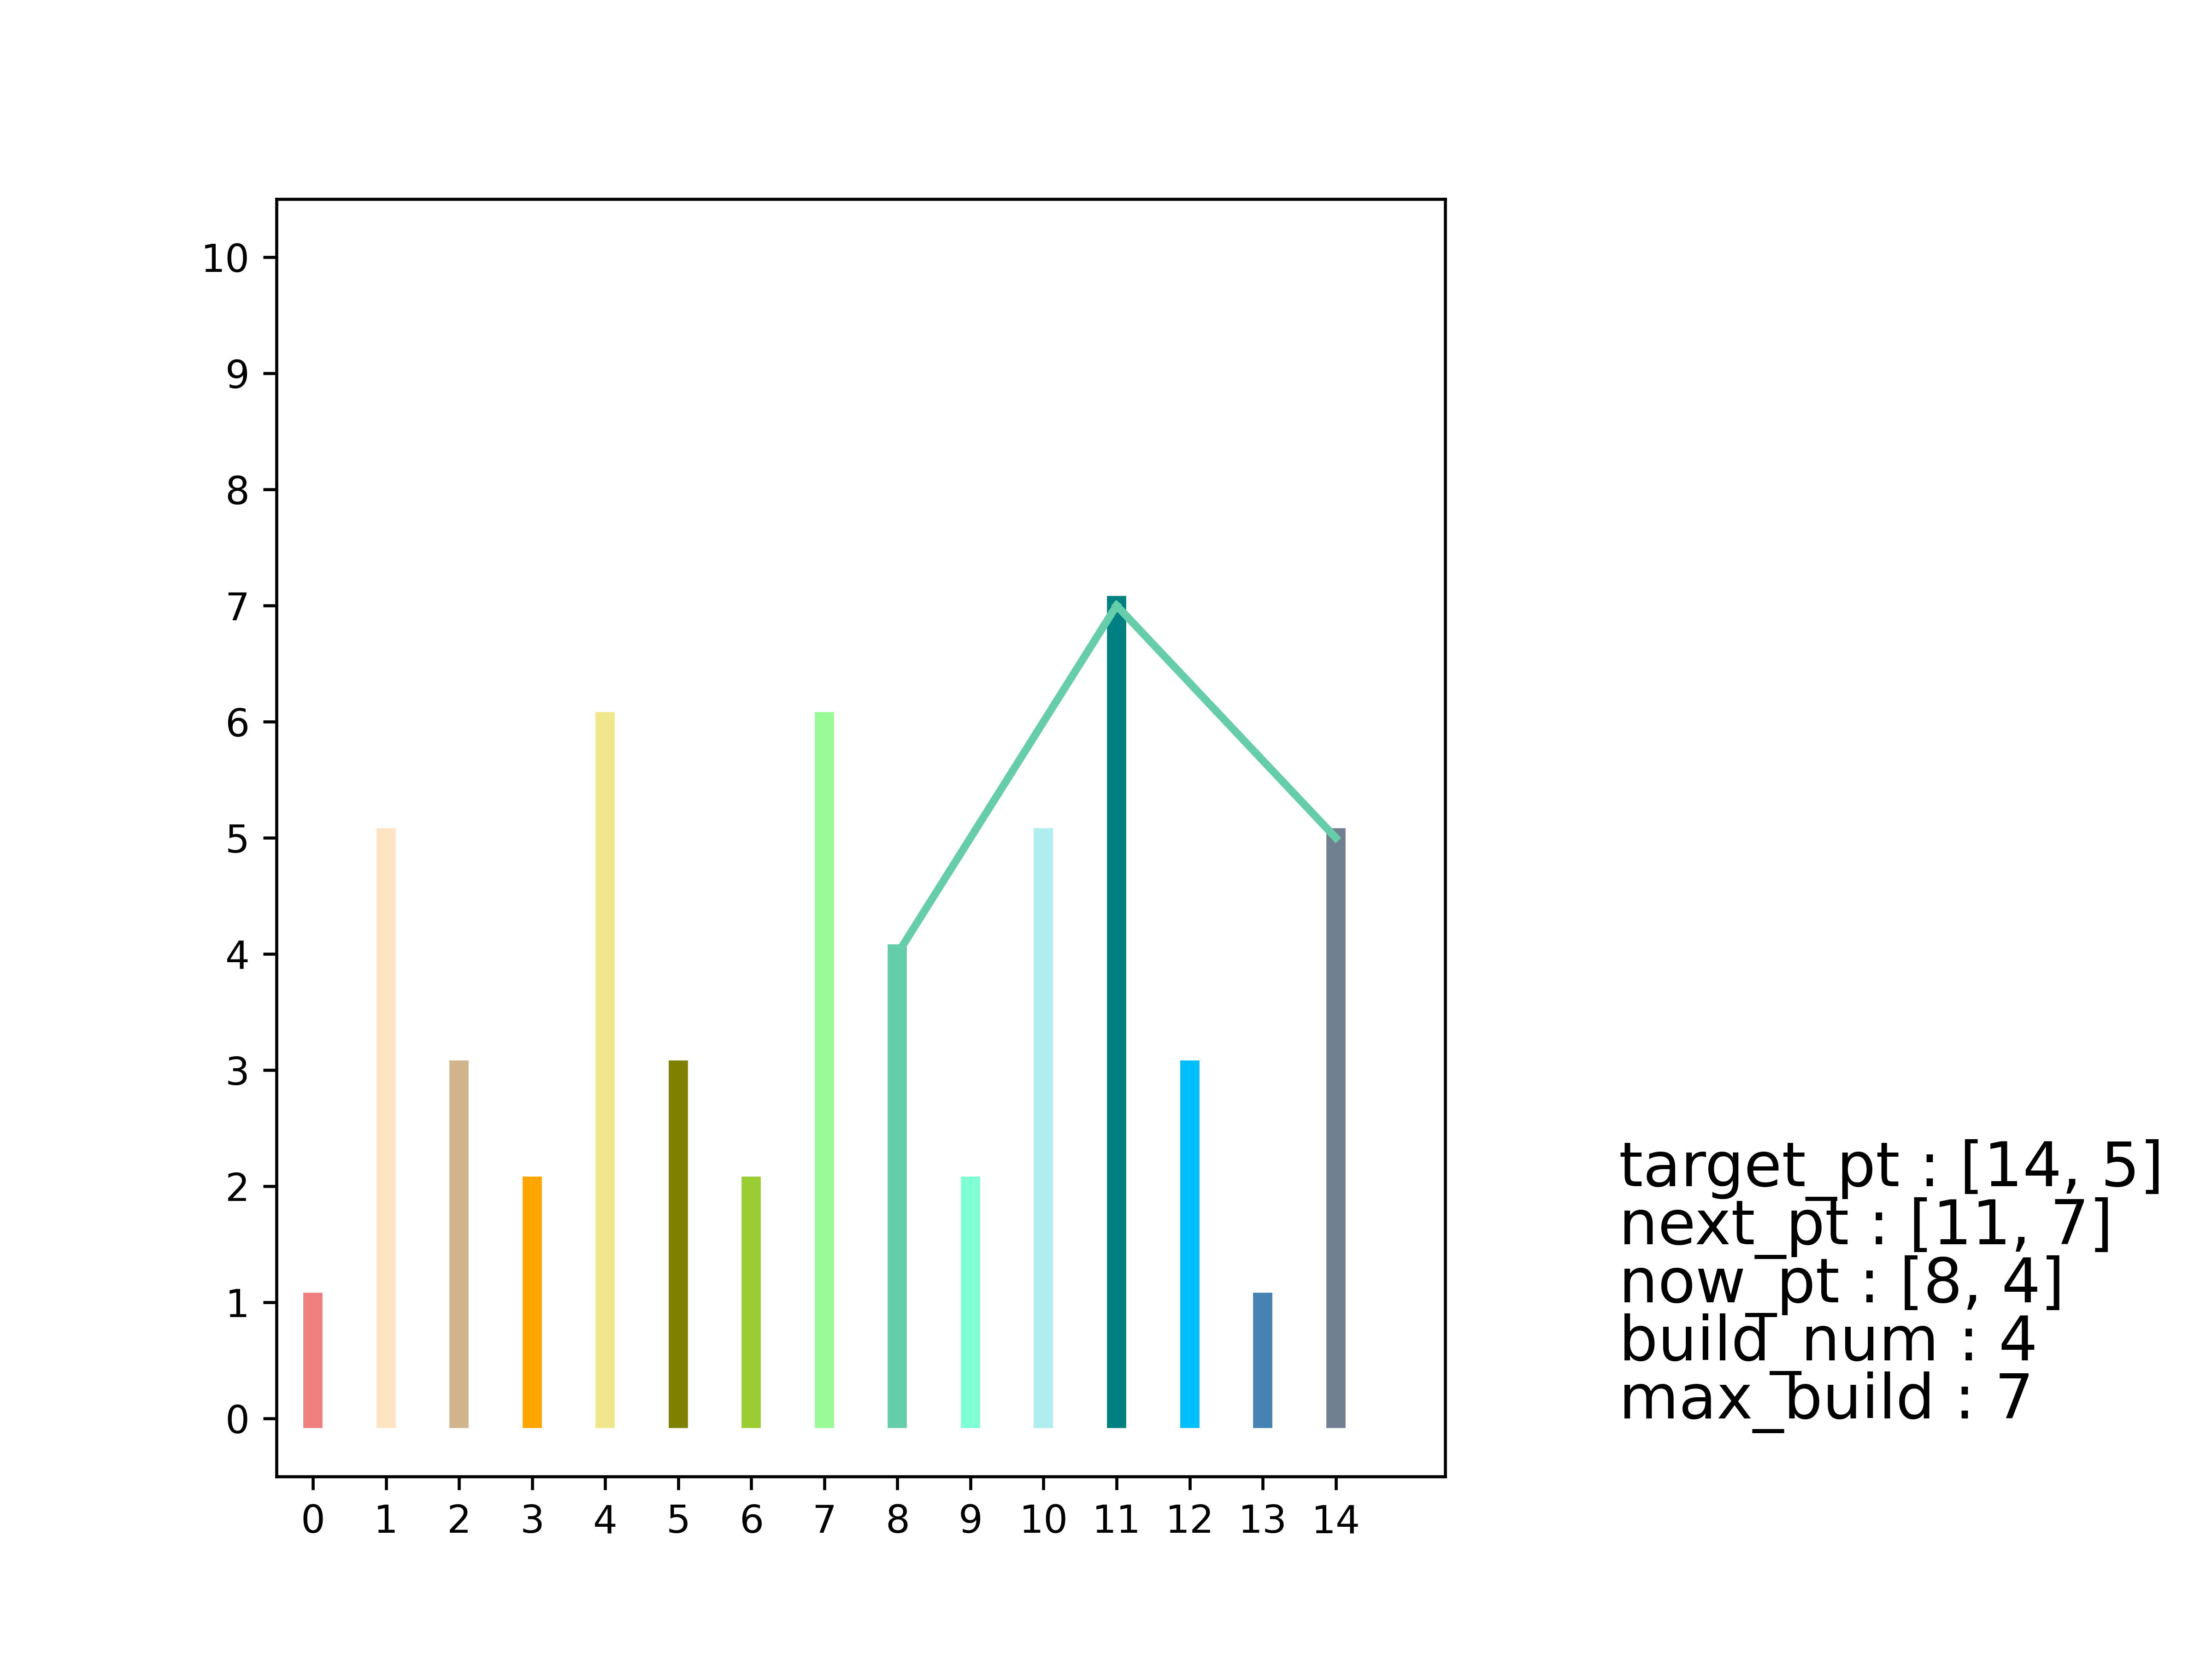 10
9
8
7
6
5
4
3
2
1
0
0 1 2 3 4 5 6 7 8 9 10 11 12 13 14
target_pt : [14, 5]
next_pt : [11, 7]
now_pt : [8, 4]
build_num : 4
max_build : 7